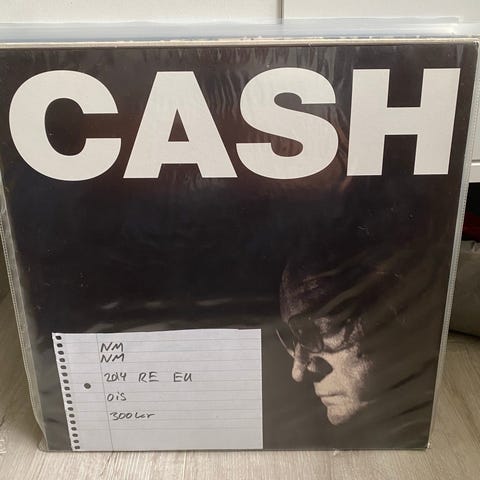 CASH
NM
NM
2014 RE EU
OiS
300kr